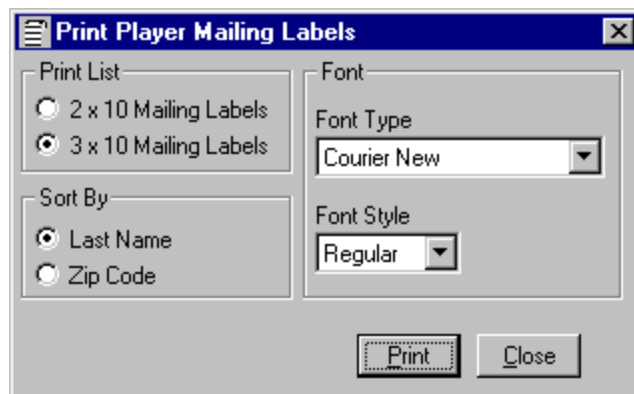 Print Player Mailing Labels
Print List
2 x 10 Mailing Labels
3 x 10 Mailing Labels
Sort By
Last Name
Zip Code
Font
Font Type
Courier New
Font Style
Regular
Print
Close